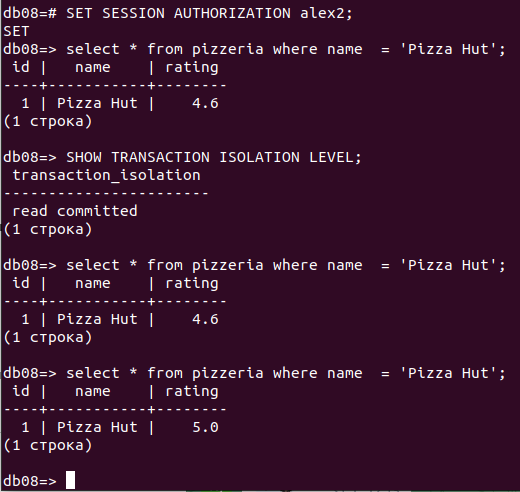 db08=# SET SESSION AUTHORIZATION alex2;
SET
db08=> select * from pizzeria where name  = 'Pizza Hut';
 id |   name    | rating
----+-----------+--------
  1 | Pizza Hut |    4.6
(1 строка)

db08=> SHOW TRANSACTION ISOLATION LEVEL;
 transaction_isolation
-----------------------
 read committed
(1 строка)

db08=> select * from pizzeria where name  = 'Pizza Hut';
 id |   name    | rating
----+-----------+--------
  1 | Pizza Hut |    4.6
(1 строка)

db08=> select * from pizzeria where name  = 'Pizza Hut';
 id |   name    | rating
----+-----------+--------
  1 | Pizza Hut |    5.0
(1 строка)

db08=>